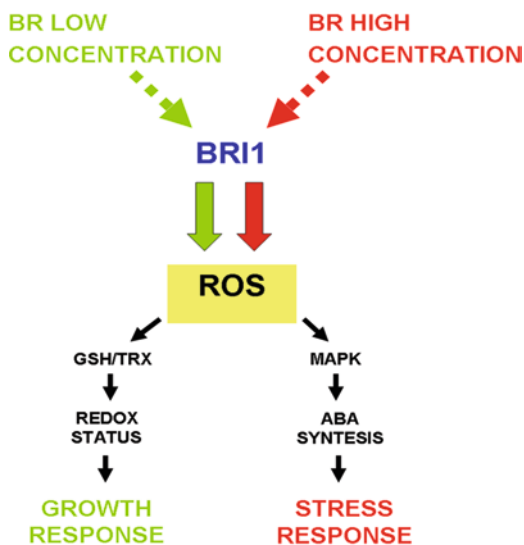 BR LOW
CONCENTRATION
BR HIGH
CONCENTRATION
BRI1
ROS
GSH/TRX
MAPK
REDOX
STATUS
ABA
SYNTESIS
GROWTH
RESPONSE
STRESS
RESPONSE